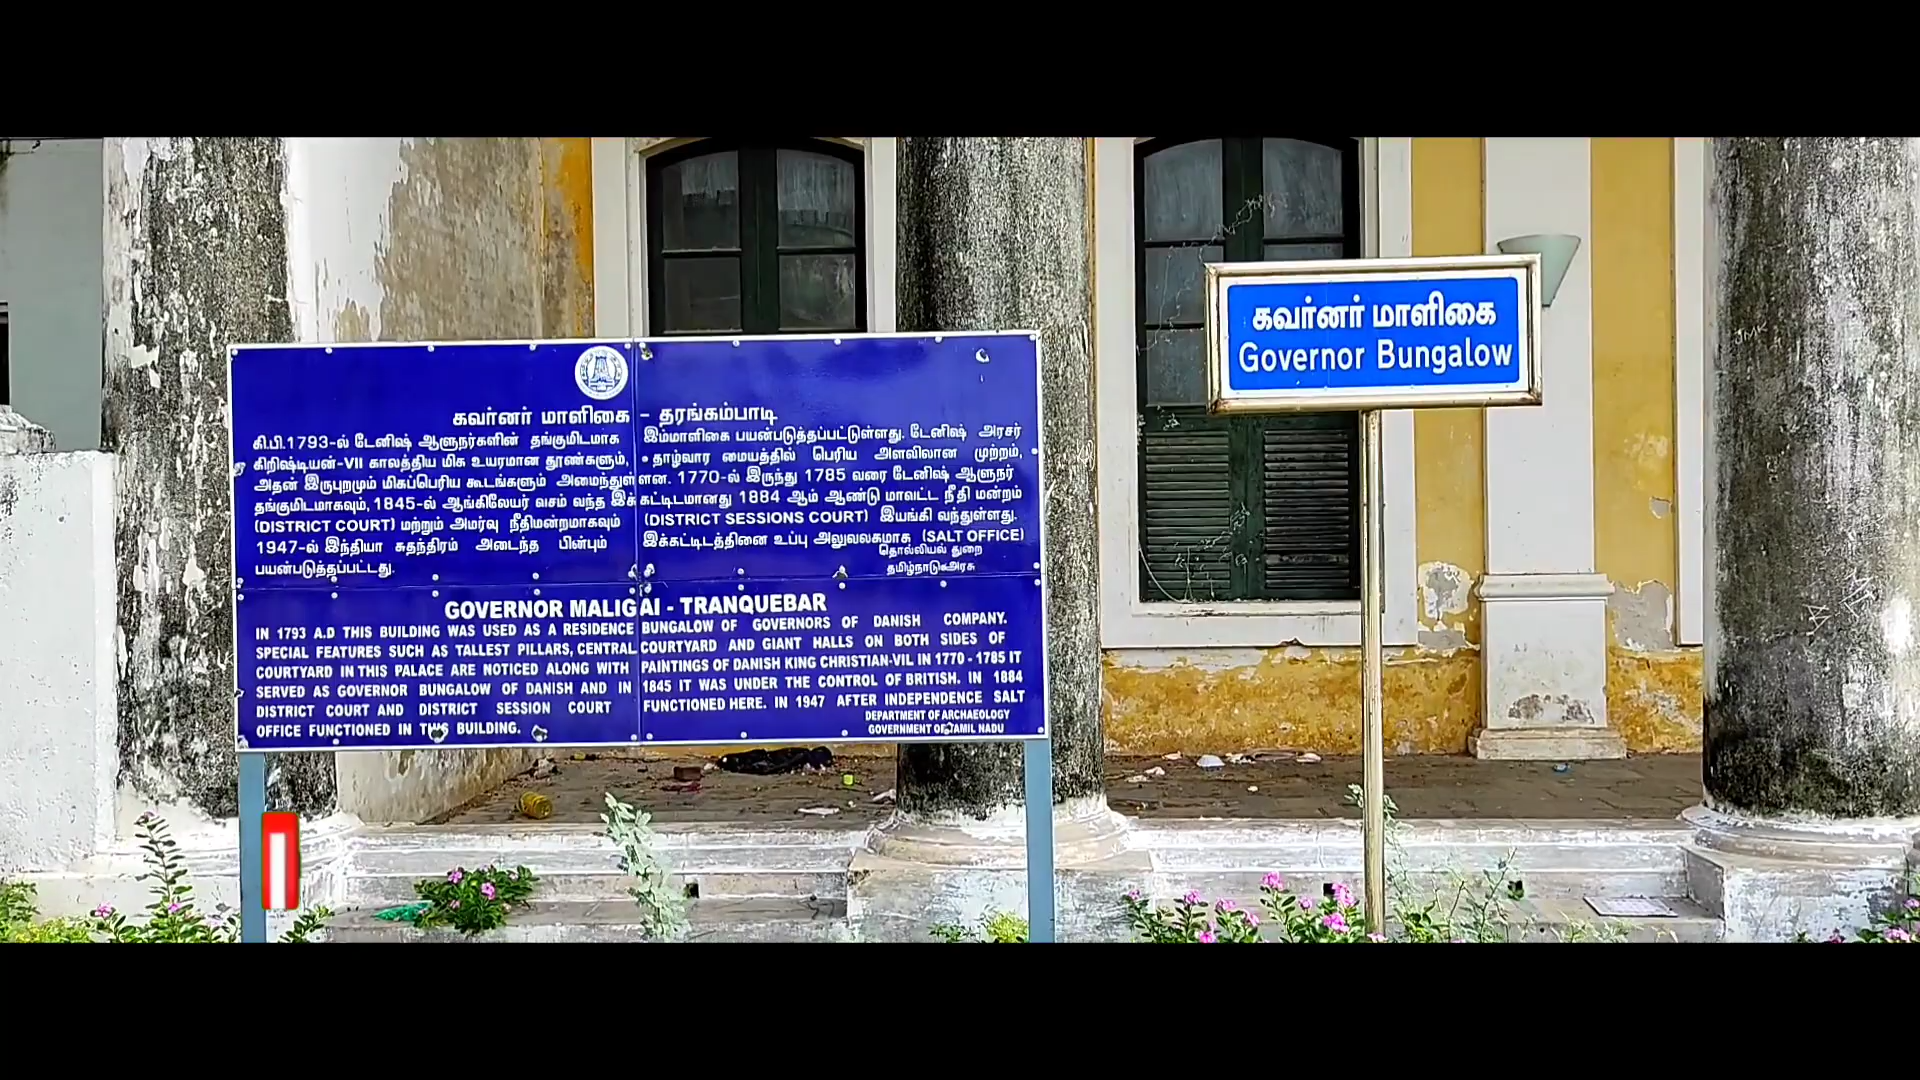 கவர்னர் மாளிகை - தரங்கம்பாடி
கி.பி.1793-ல் டேனிஷ் ஆளுநர்களின் தங்குமிடமாக இம்மாளிகை பயன்படுத்தப்பட்டுள்ளது. டேனிஷ் அரசர்
கிறிஷ்டியன்-VII காலத்திய மிக உயரமான தூண்களும், தாழ்வார மையத்தில் பெரிய அளவிலான முற்றம்,
அதன் இருபுறமும் மிகப்பெரிய கூடங்களும் அமைந்துள்ளன. 1770-ல் இருந்து 1785 வரை டேனிஷ் ஆளுநர்
தங்குமிடமாகவும், 1845-ல் ஆங்கிலேயர் வசம் வந்த இக் கட்டிடமானது 1884 ஆம் ஆண்டு மாவட்ட நீதி மன்றம்
(DISTRICT COURT) மற்றும் அமர்வு நீதிமன்றமாகவும் (DISTRICT SESSIONS COURT) இயங்கி வந்துள்ளது.
1947-ல் இந்தியா சுதந்திரம் அடைந்த பின்பும் இக்கட்டிடத்தினை உப்பு அலுவலகமாக (SALT OFFICE)
பயன்படுத்தப்பட்டது.
தொல்லியல் துறை
தமிழ்நாடு அரசு
GOVERNOR MALIGAI - TRANQUEBAR
IN 1793 A.D THIS BUILDING WAS USED AS A RESIDENCE BUNGALOW OF GOVERNORS OF DANISH COMPANY.
SPECIAL FEATURES SUCH AS TALLEST PILLARS, CENTRAL COURTYARD AND GIANT HALLS ON BOTH SIDES OF
COURTYARD IN THIS PALACE ARE NOTICED ALONG WITH PAINTINGS OF DANISH KING CHRISTIAN-VIL IN 1770 - 1785 IT
SERVED AS GOVERNOR BUNGALOW OF DANISH AND IN 1845 IT WAS UNDER THE CONTROL OF BRITISH. IN 1884
DISTRICT COURT AND DISTRICT SESSION COURT FUNCTIONED HERE. IN 1947 AFTER INDEPENDENCE SALT
OFFICE FUNCTIONED IN THIS BUILDING.
DEPARTMENT OF ARCHAEOLOGY
GOVERNMENT OF TAMIL NADU
கவர்னர் மாளிகை
Governor Bungalow